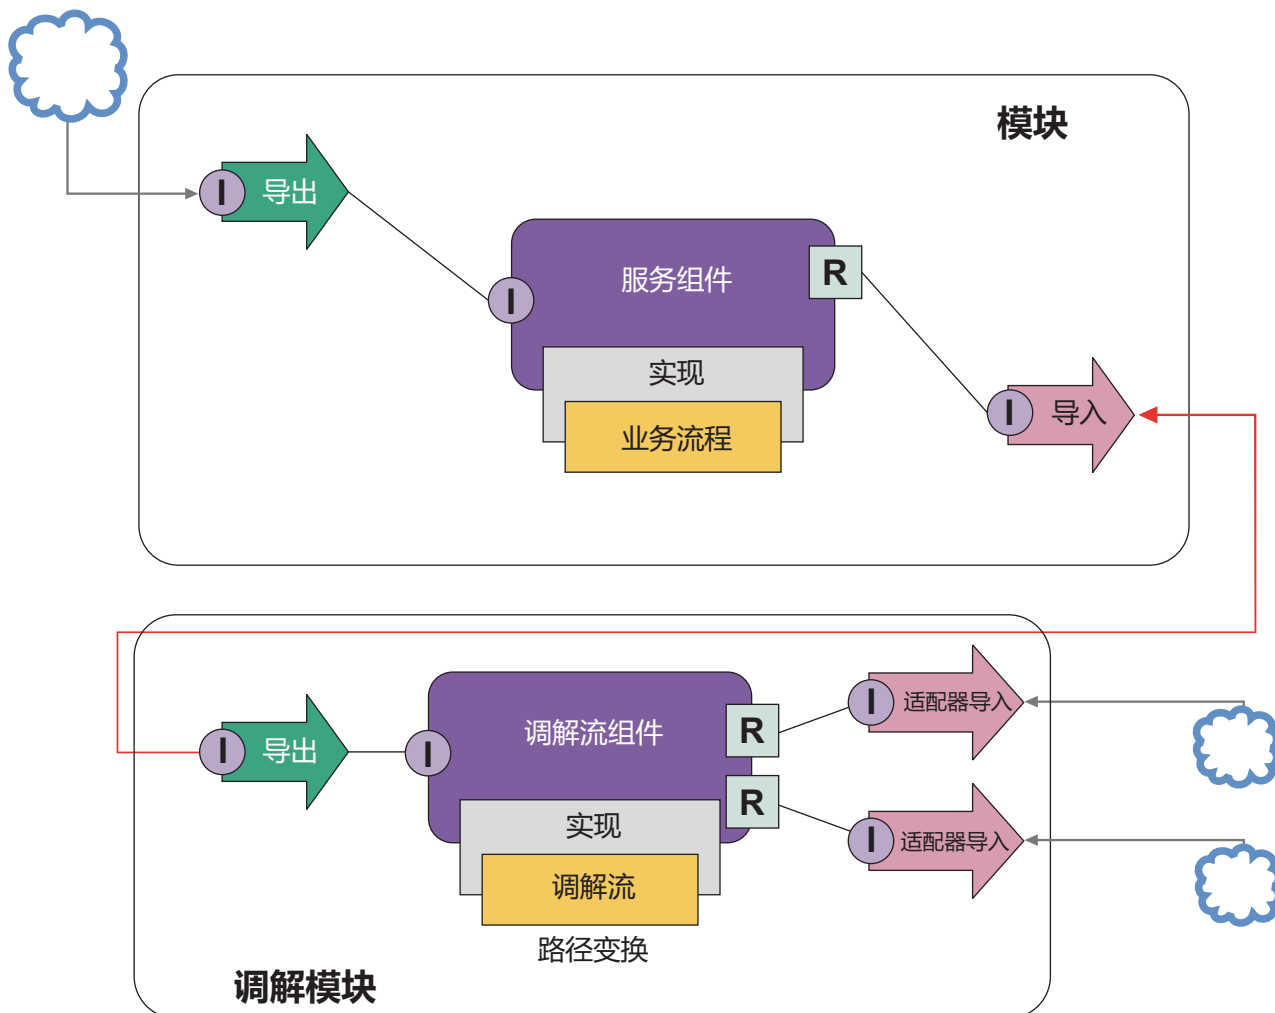 模块
I 导出
服务组件
R
I
实现
业务流程
I 导入
I 导出
I
调解流组件
R
R
实现
调解流
路径变换
I 适配器导入
I 适配器导入
调解模块